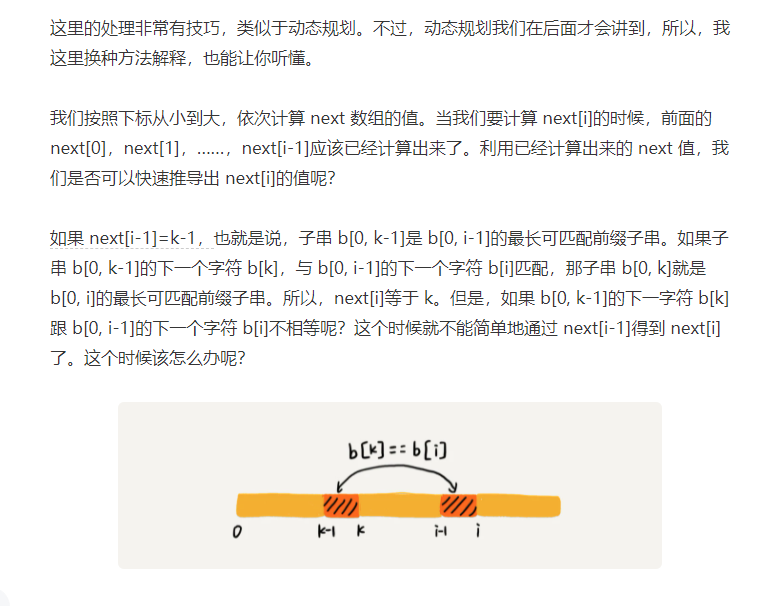 这里的处理非常有技巧，类似于动态规划。不过，动态规划我们在后面才会讲到，所以，我
这里换种方法解释，也能让你听懂。
我们按照下标从小到大，依次计算 next 数组的值。当我们要计算 next[i]的时候，前面的
next[0]，next[1]，……，next[i-1]应该已经计算出来了。利用已经计算出来的 next 值，我
们是否可以快速推导出 next[i]的值呢？
如果 next[i-1]=k-1，也就是说，子串 b[0, k-1]是 b[0, i-1]的最长可匹配前缀子串。如果子
串 b[0, k-1]的下一个字符 b[k]，与 b[0, i-1]的下一个字符 b[i]匹配，那子串 b[0, k]就是
b[0, i]的最长可匹配前缀子串。所以，next[i]等于 k。但是，如果 b[0, k-1]的下一字符 b[k]
跟 b[0, i-1]的下一个字符 b[i]不相等呢？这个时候就不能简单地通过 next[i-1]得到 next[i]
了。这个时候该怎么办呢？
b[k]==b[i]
0 k-1 k i-1 i